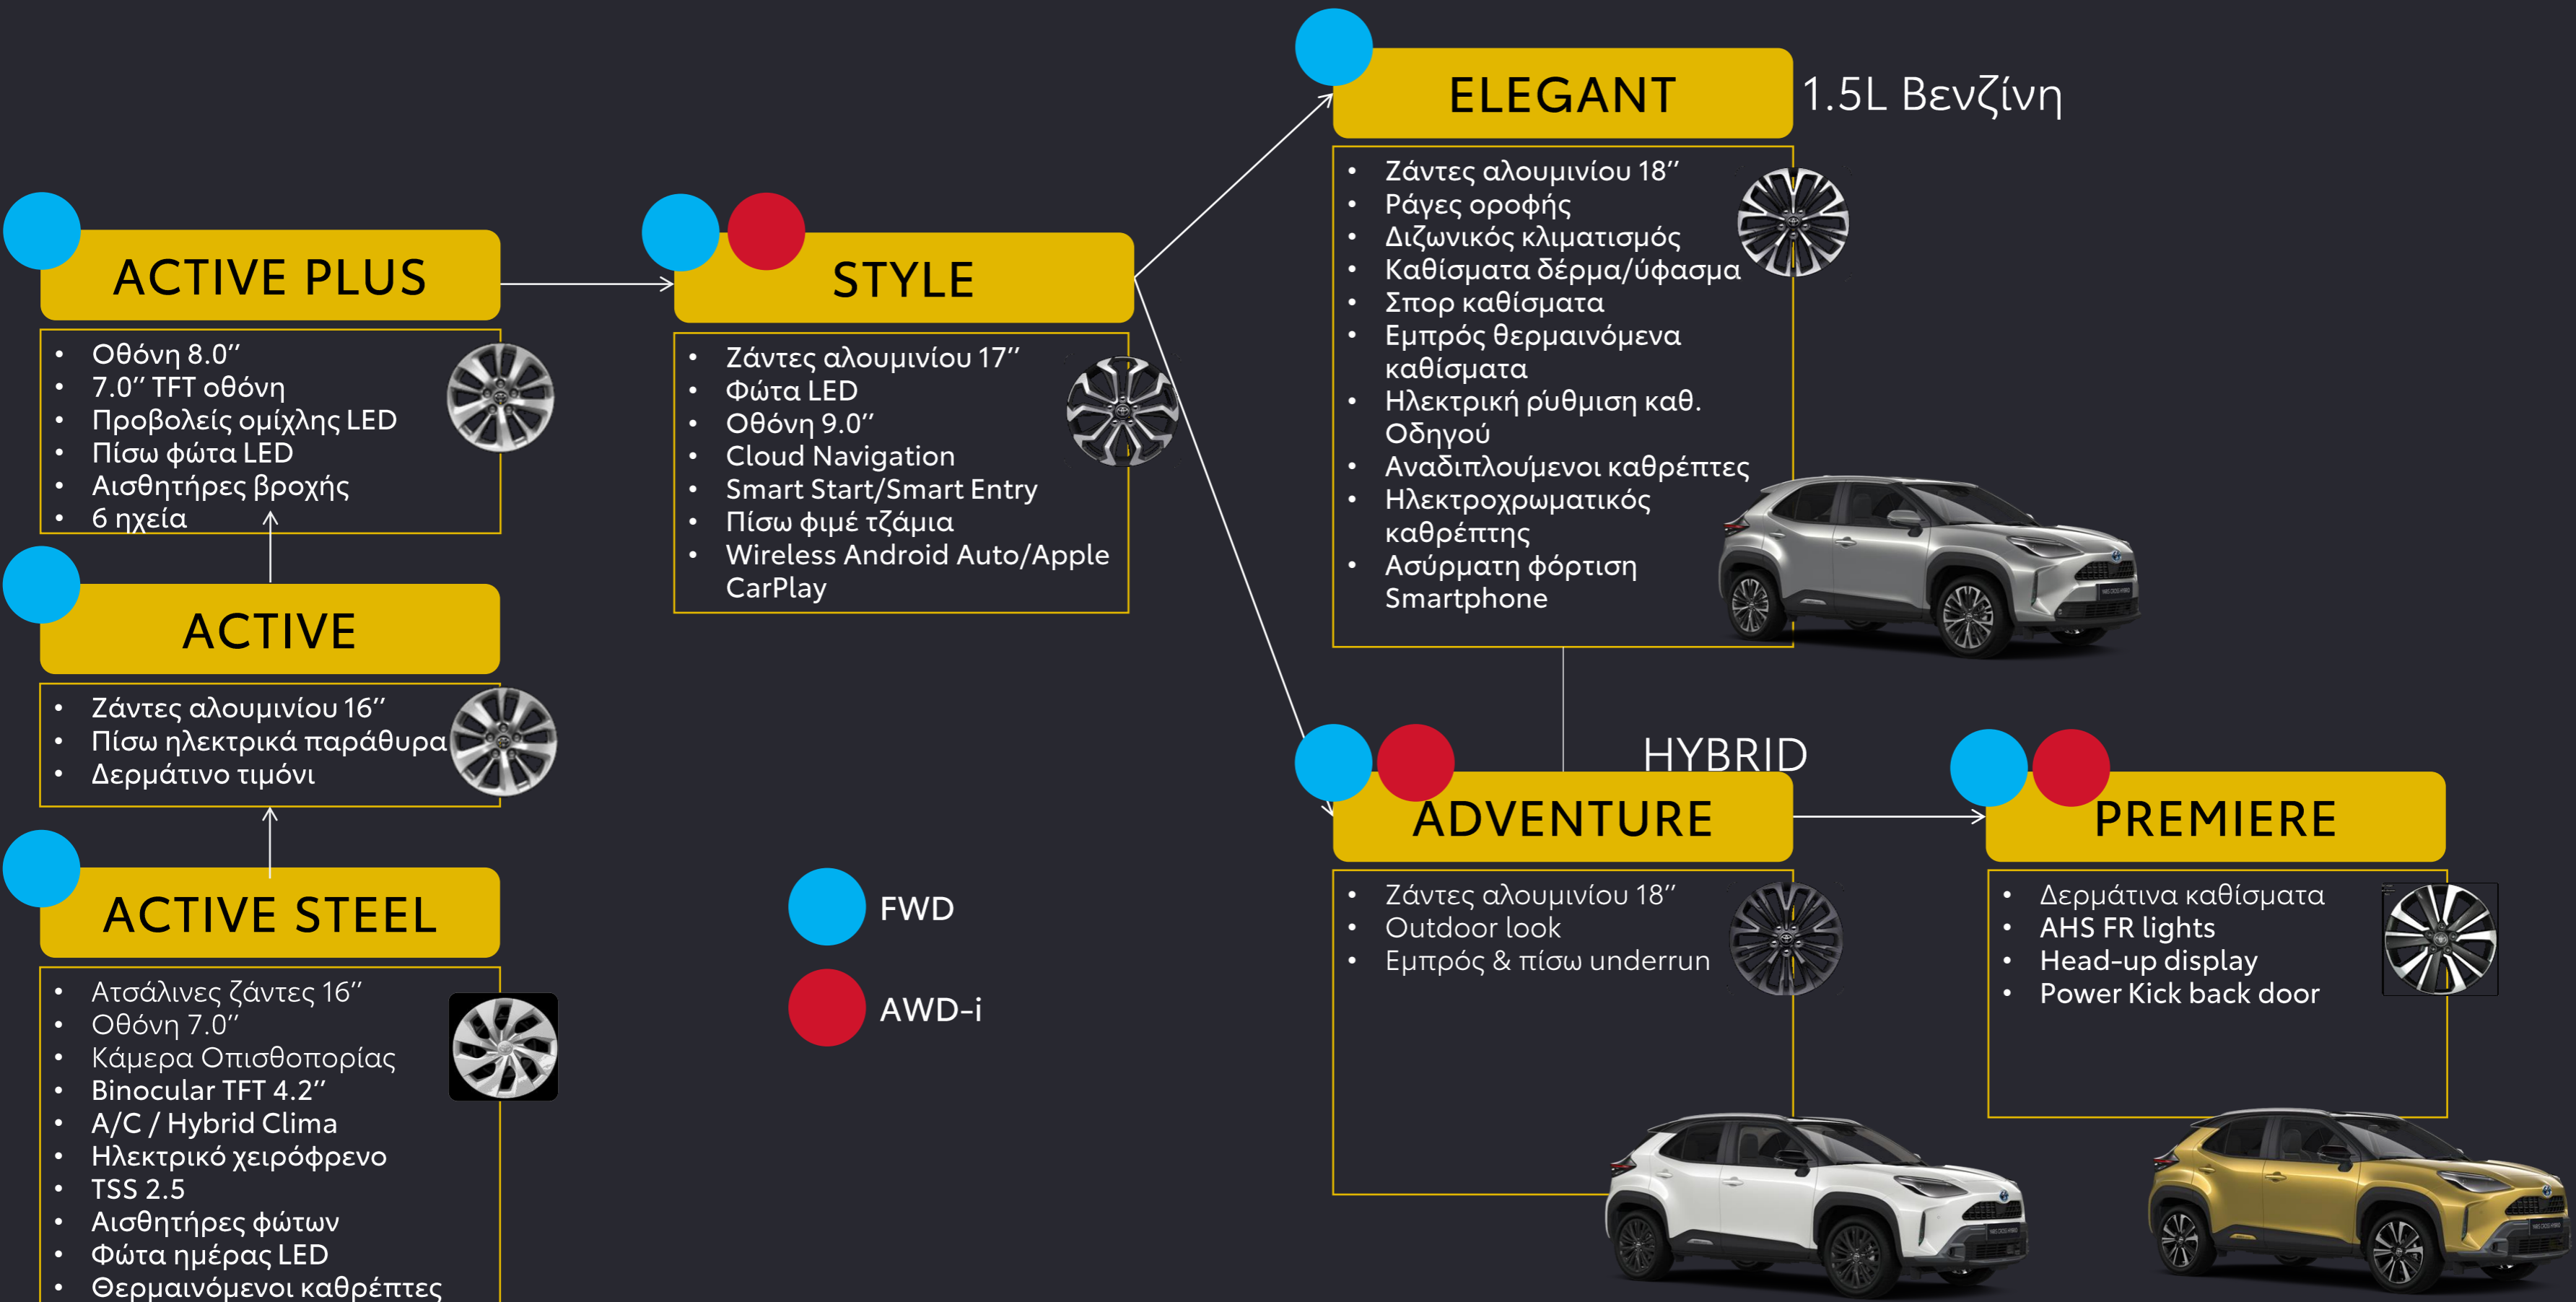 ELEGANT
1.5L Βενζίνη
• Ζάντες αλουμινίου 18’’
• Ράγες οροφής
• Διζωνικός κλιματισμός
• Καθίσματα δέρμα/ύφασμα
• Σπορ καθίσματα
• Εμπρός θερμαινόμενα
καθίσματα
• Ηλεκτρική ρύθμιση καθ.
Οδηγού
• Αναδιπλούμενοι καθρέπτες
• Ηλεκτροχρωματικός
καθρέπτης
• Ασύρματη φόρτιση
Smartphone
ACTIVE PLUS
• Οθόνη 8.0’’
• 7.0’’ TFT οθόνη
• Προβολείς ομίχλης LED
• Πίσω φώτα LED
• Αισθητήρες βροχής
• 6 ηχεία
STYLE
• Ζάντες αλουμινίου 17’’
• Φώτα LED
• Οθόνη 9.0’’
• Cloud Navigation
• Smart Start/Smart Entry
• Πίσω φιμέ τζάμια
• Wireless Android Auto/Apple
CarPlay
ACTIVE
• Ζάντες αλουμινίου 16’’
• Πίσω ηλεκτρικά παράθυρα
• Δερμάτινο τιμόνι
ACTIVE STEEL
• Ατσάλινες ζάντες 16’’
• Οθόνη 7.0’’
• Κάμερα Οπισθοπορίας
• Binocular TFT 4.2’’
• A/C / Hybrid Clima
• Ηλεκτρικό χειρόφρενο
• TSS 2.5
• Αισθητήρες φώτων
• Φώτα ημέρας LED
• Θερμαινόμενοι καθρέπτες
FWD
AWD-i
HYBRID
ADVENTURE
• Ζάντες αλουμινίου 18’’
• Outdoor look
• Εμπρός & πίσω underrun
PREMIERE
• Δερμάτινα καθίσματα
• AHS FR lights
• Head-up display
• Power Kick back door